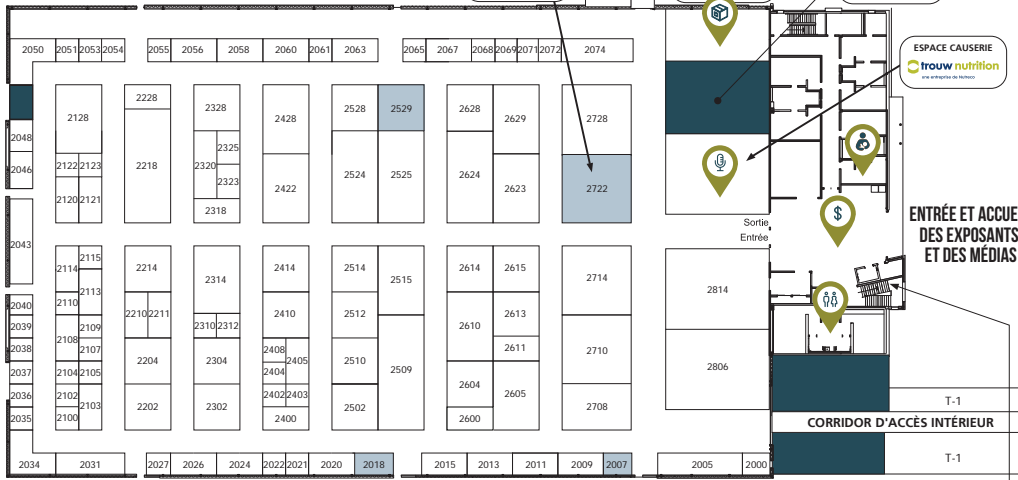 2050 2051 2053 2054 2055 2056 2058 2060 2061 2063 2065 2067 2068 2069 2071 2072 2074
ESPACE CAUSERIE
trouw nutrition
une entreprise de Nutreco
2128 2228 2328 2428 2528 2529 2628 2629 2728
2048
2046
2122 2123 2218 2320 2325 2422 2524 2525 2624 2623 2722
2323
2120 2121 2318
$
Sortie
Entrée
ENTRÉE ET ACCUE
DES EXPOSANTS
ET DES MÉDIAS
2043
2115
2114 2214 2314 2414 2514 2515 2614 2615 2714 2814
2113
2040 2110 2210 2211 2410 2512 2613
2039 2109 2310 2312 2610
2038 2108 2107 2408 2611 2710
2405 2510
2037 2104 2105 2204 2304 2404 2509 2806
2036 2102 2402 2403 2604 2605
2103 2202 2302 2502 2708
2035 2100 2400 2600
T-1
CORRIDOR D'ACCÈS INTÉRIEUR
T-1
2034 2031 2027 2026 2024 2022 2021 2020 2018 2015 2013 2011 2009 2007 2005 2000